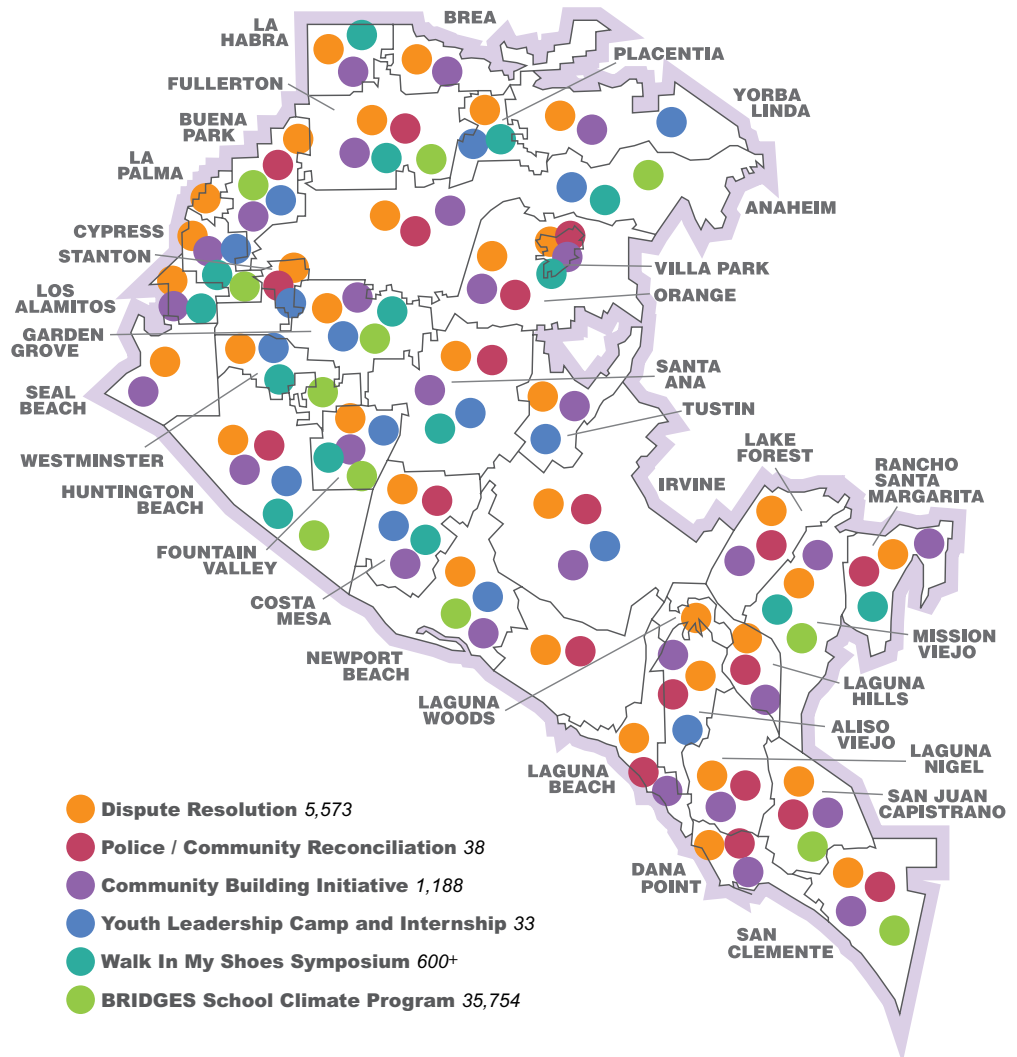 LA
HABRA
BREA
PLACENTIA
FULLERTON
YORBA
LINDA
BUENA
PARK
LA
PALMA
ANAHEIM
CYPRESS
STANTON
VILLA PARK
LOS
ALAMITOS
ORANGE
GARDEN
GROVE
SANTA
ANA
SEAL
BEACH
TUSTIN
LAKE
FOREST
WESTMINSTER
RANCHO
SANTA
MARGARITA
IRVINE
HUNTINGTON
BEACH
FOUNTAIN
VALLEY
COSTA
MESA
MISSION
VIEJO
NEWPORT
BEACH
LAGUNA
HILLS
LAGUNA
WOODS
ALISO
VIEJO
LAGUNA
NIGEL
LAGUNA
BEACH
SAN JUAN
CAPISTRANO
DANA
POINT
SAN
CLEMENTE
Dispute Resolution 5,573
Police / Community Reconciliation 38
Community Building Initiative 1,188
Youth Leadership Camp and Internship 33
Walk In My Shoes Symposium 600+
BRIDGES School Climate Program 35,754